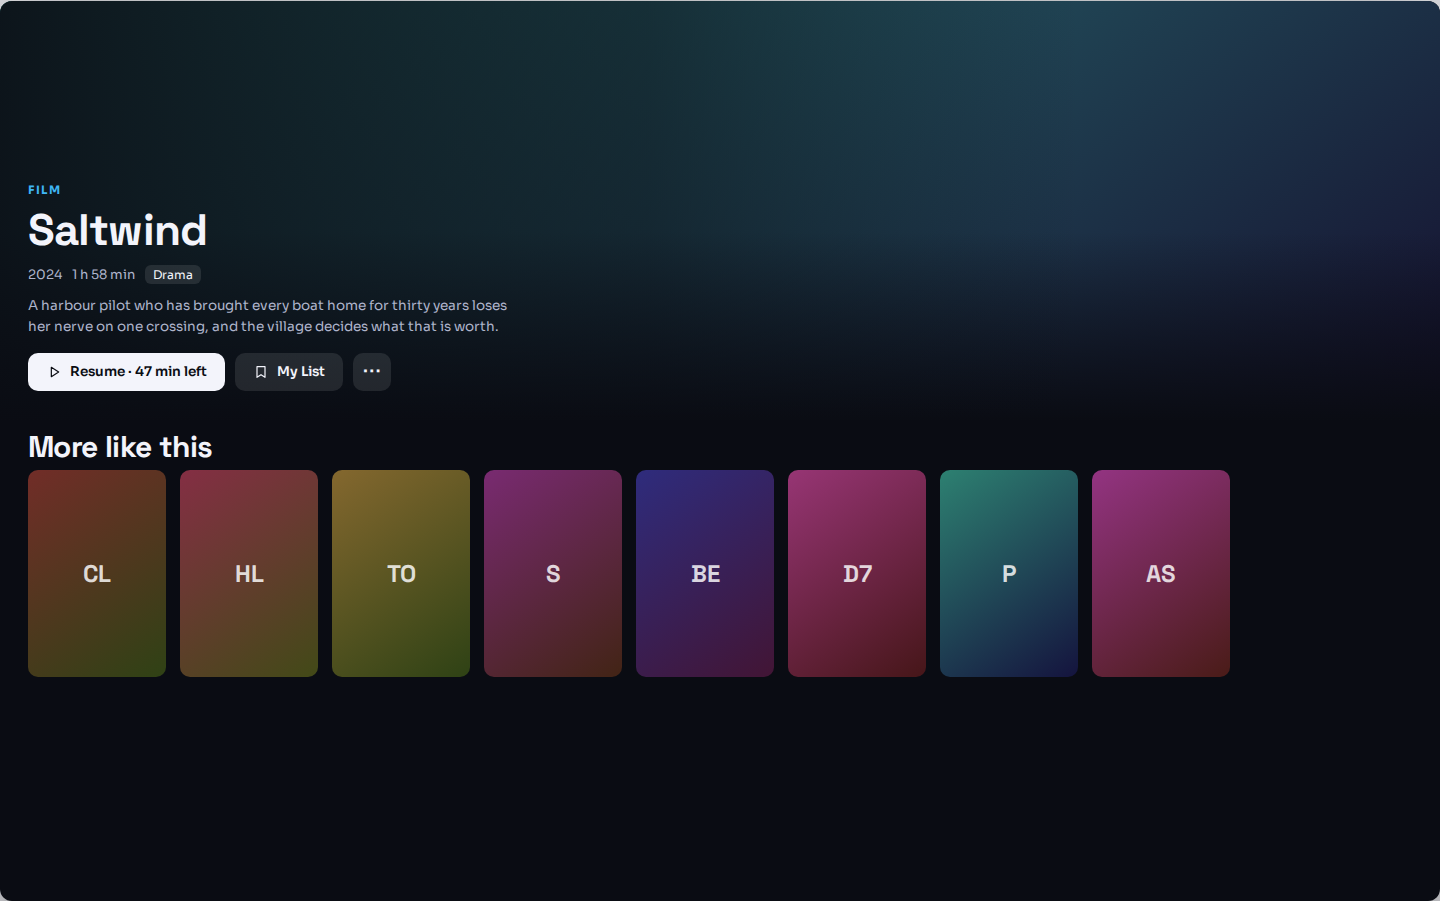 FILM
Saltwind
2024 1 h 58 min Drama
A harbour pilot who has brought every boat home for thirty years loses
her nerve on one crossing, and the village decides what that is worth.
Resume · 47 min left My List
More like this
CL HL TO S BE D7 P AS